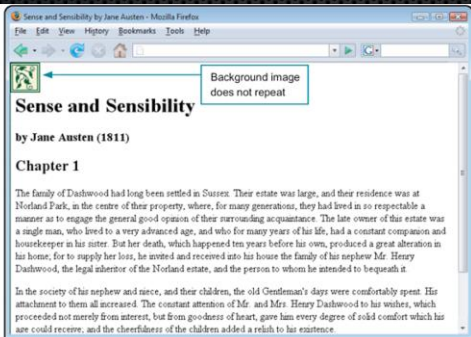 Sense and Sensibility by Jane Austen - Mozilla Firefox
File Edit View History Bookmarks Tools Help
G
Background image
does not repeat
Sense and Sensibility
by Jane Austen (1811)
Chapter 1
The family of Dashwood had long been settled in Sussex. Their estate was large, and their residence was at
Norland Park, in the centre of their property, where, for many generations, they had lived in so respectable a
manner as to engage the general good opinion of their surrounding acquaintance. The late owner of this estate was
a single man, who lived to a very advanced age, and who for many years of his life, had a constant companion and
housekeeper in his sister. But her death, which happened ten years before his own, produced a great alteration in
his home; for to supply her loss, he invited and received into his house the family of his nephew Mr. Henry
Dashwood, the legal inheritor of the Norland estate, and the person to whom he intended to bequeath it.
In the society of his nephew and niece, and their children, the old Gentleman's days were comfortably spent. His
attachment to them all increased. The constant attention of Mr. and Mrs. Henry Dashwood to his wishes, which
proceeded not merely from interest, but from goodness of heart, gave him every degree of solid comfort which his
age could receive; and the cheerfulness of the children added a relish to his existence.